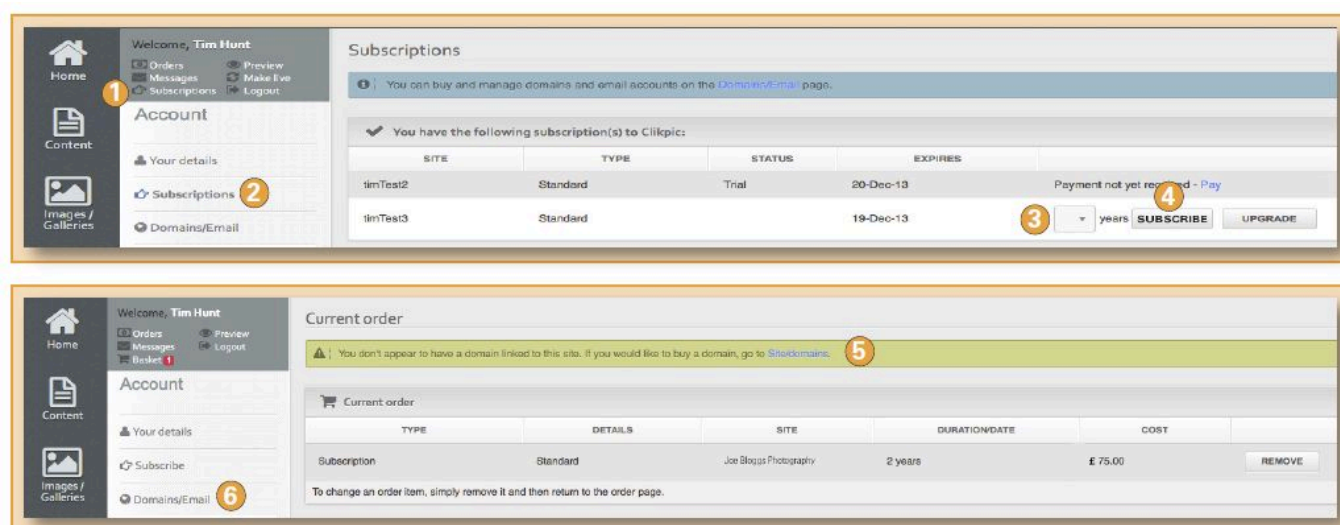 Home
Content
Images /
Galleries
Welcome, Tim Hunt
Orders Preview
Messages Make live
1 Subscriptions Logout
Account
Your details
Subscriptions 2
Domains/Email
Subscriptions
You can buy and manage domains and email accounts on the Domains/Email page.
You have the following subscription(s) to Clikpic:
SITE TYPE STATUS EXPIRES
timTest2 Standard Trial 20-Dec-13 Payment not yet received - Pay
4
timTest3 Standard 19-Dec-13 3 years SUBSCRIBE UPGRADE
Home
Content
Images /
Galleries
Welcome, Tim Hunt
Orders Preview
Messages Logout
Basket 1
Account
Your details
Subscribe
Domains/Email 6
Current order
You don't appear to have a domain linked to this site. If you would like to buy a domain, go to Site/domains. 5
Current order
TYPE DETAILS SITE DURATION/DATE COST
Subscription Standard Joe Bloggs Photography 2 years £ 75.00 REMOVE
To change an order item, simply remove it and then return to the order page.